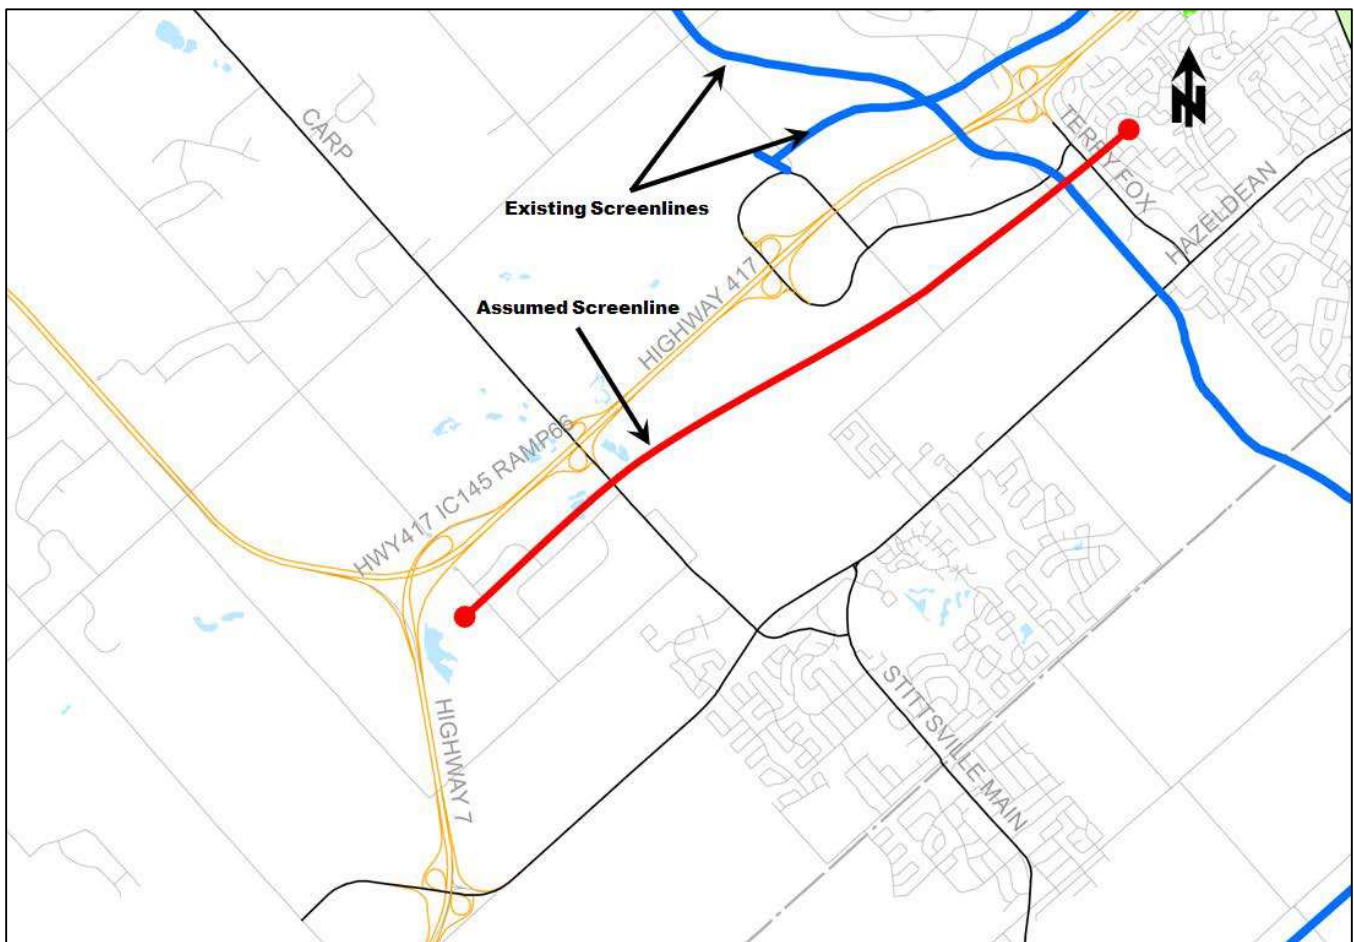 CARP
TERRY FOX
HAZELDEAN
Existing Screenlines
Assumed Screenline
HIGHWAY 417
HWY417 IC145 RAMP66
STITTSVILLE MAIN
HIGHWAY 7
N